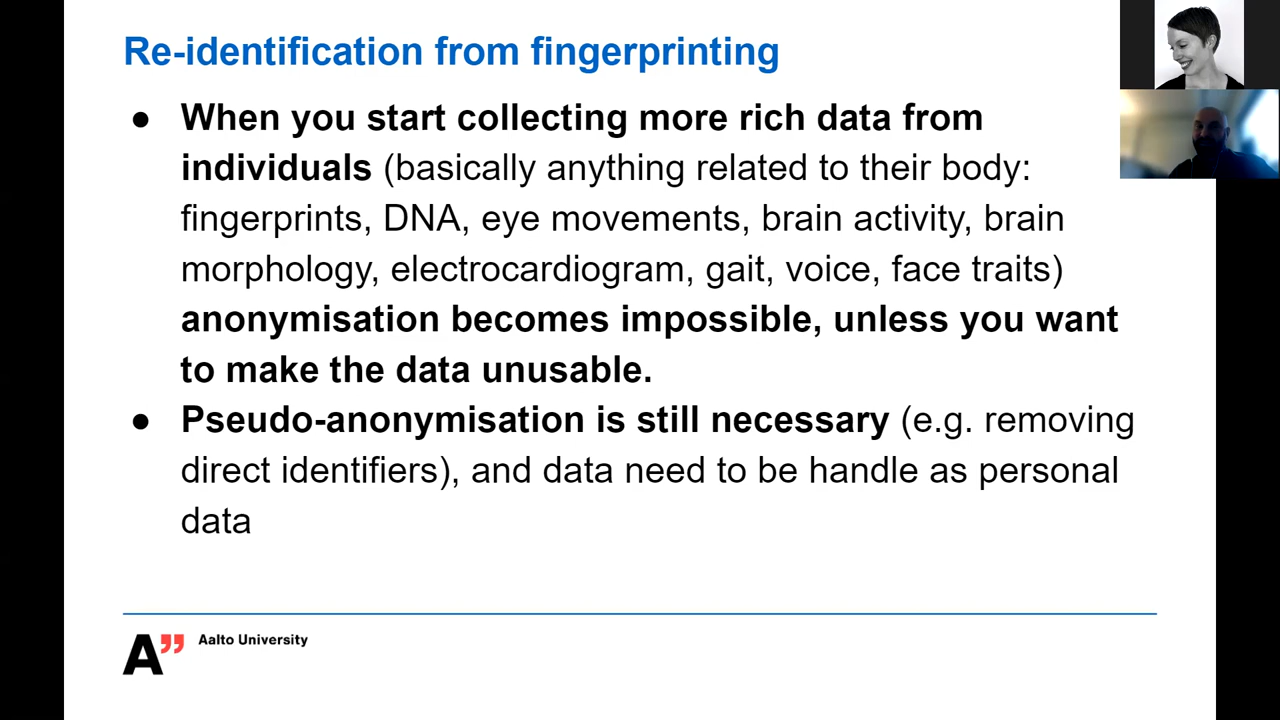 Re-identification from fingerprinting
● When you start collecting more rich data from
individuals (basically anything related to their body:
fingerprints, DNA, eye movements, brain activity, brain
morphology, electrocardiogram, gait, voice, face traits)
anonymisation becomes impossible, unless you want
to make the data unusable.
● Pseudo-anonymisation is still necessary (e.g. removing
direct identifiers), and data need to be handle as personal
data
A” Aalto University